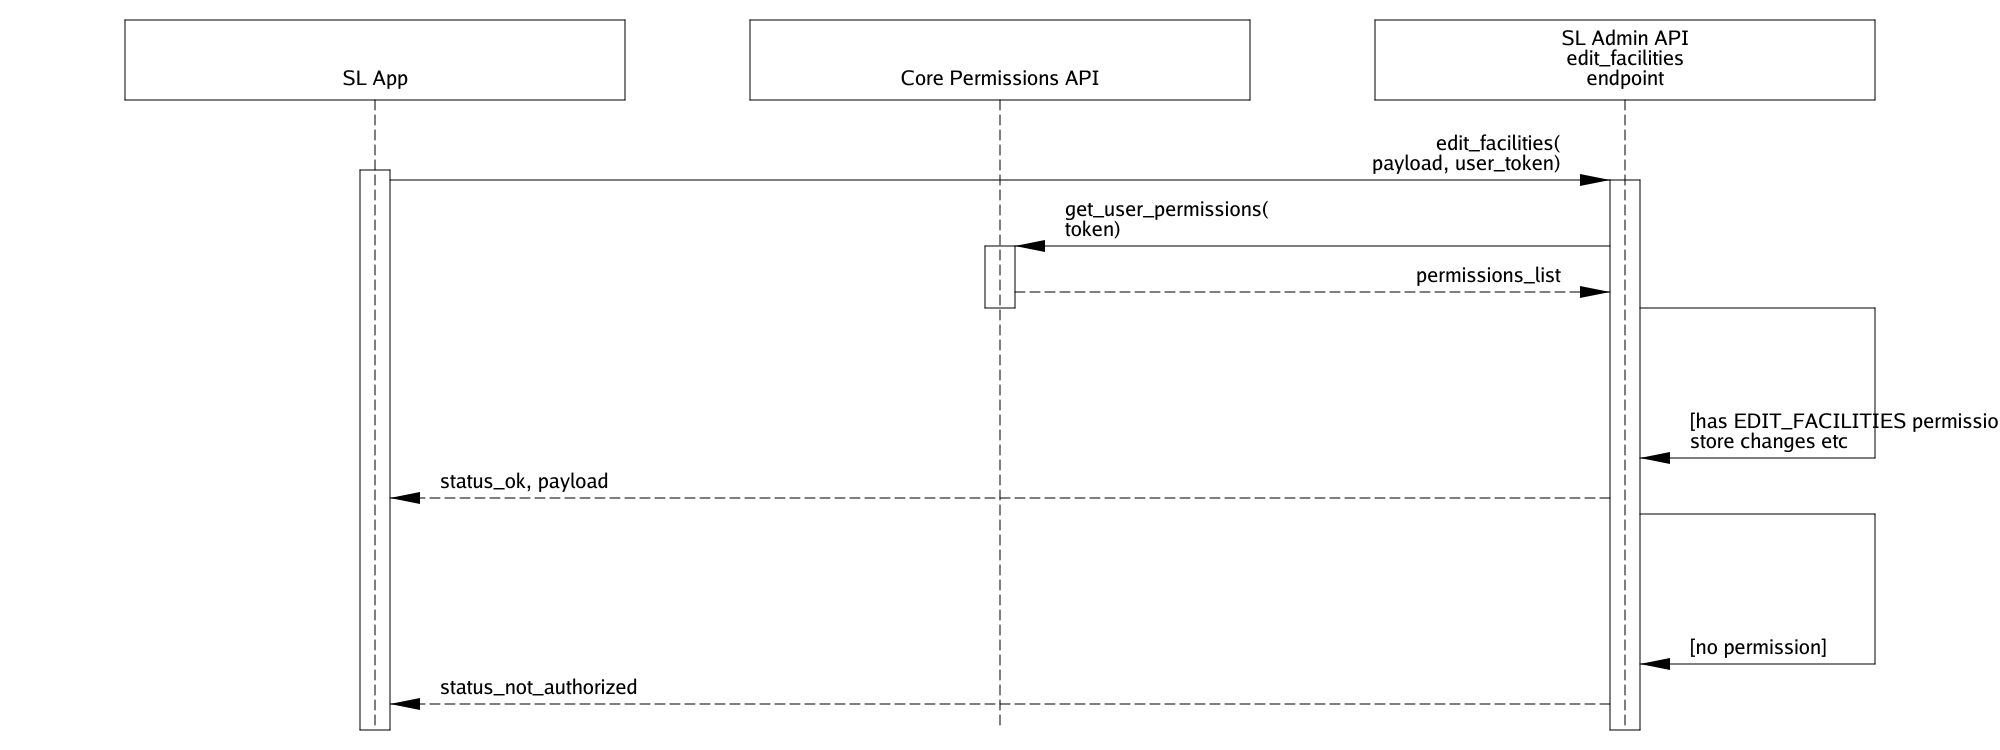 SL App
Core Permissions API
SL Admin API
edit_facilities
endpoint
edit_facilities(
payload, user_token)
get_user_permissions(
token)
permissions_list
[has EDIT_FACILITIES permissio
store changes etc
status_ok, payload
[no permission]
status_not_authorized